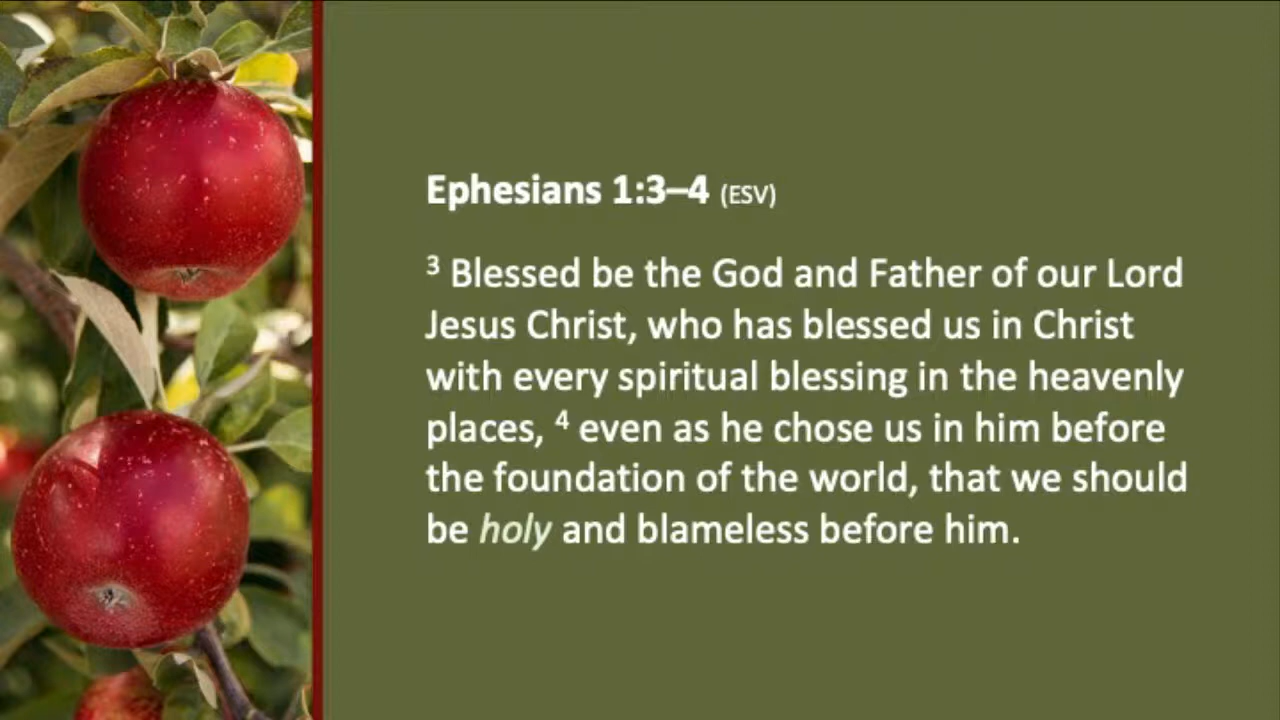 Ephesians 1:3–4 (ESV)
³ Blessed be the God and Father of our Lord
Jesus Christ, who has blessed us in Christ
with every spiritual blessing in the heavenly
places, ⁴ even as he chose us in him before
the foundation of the world, that we should
be holy and blameless before him.